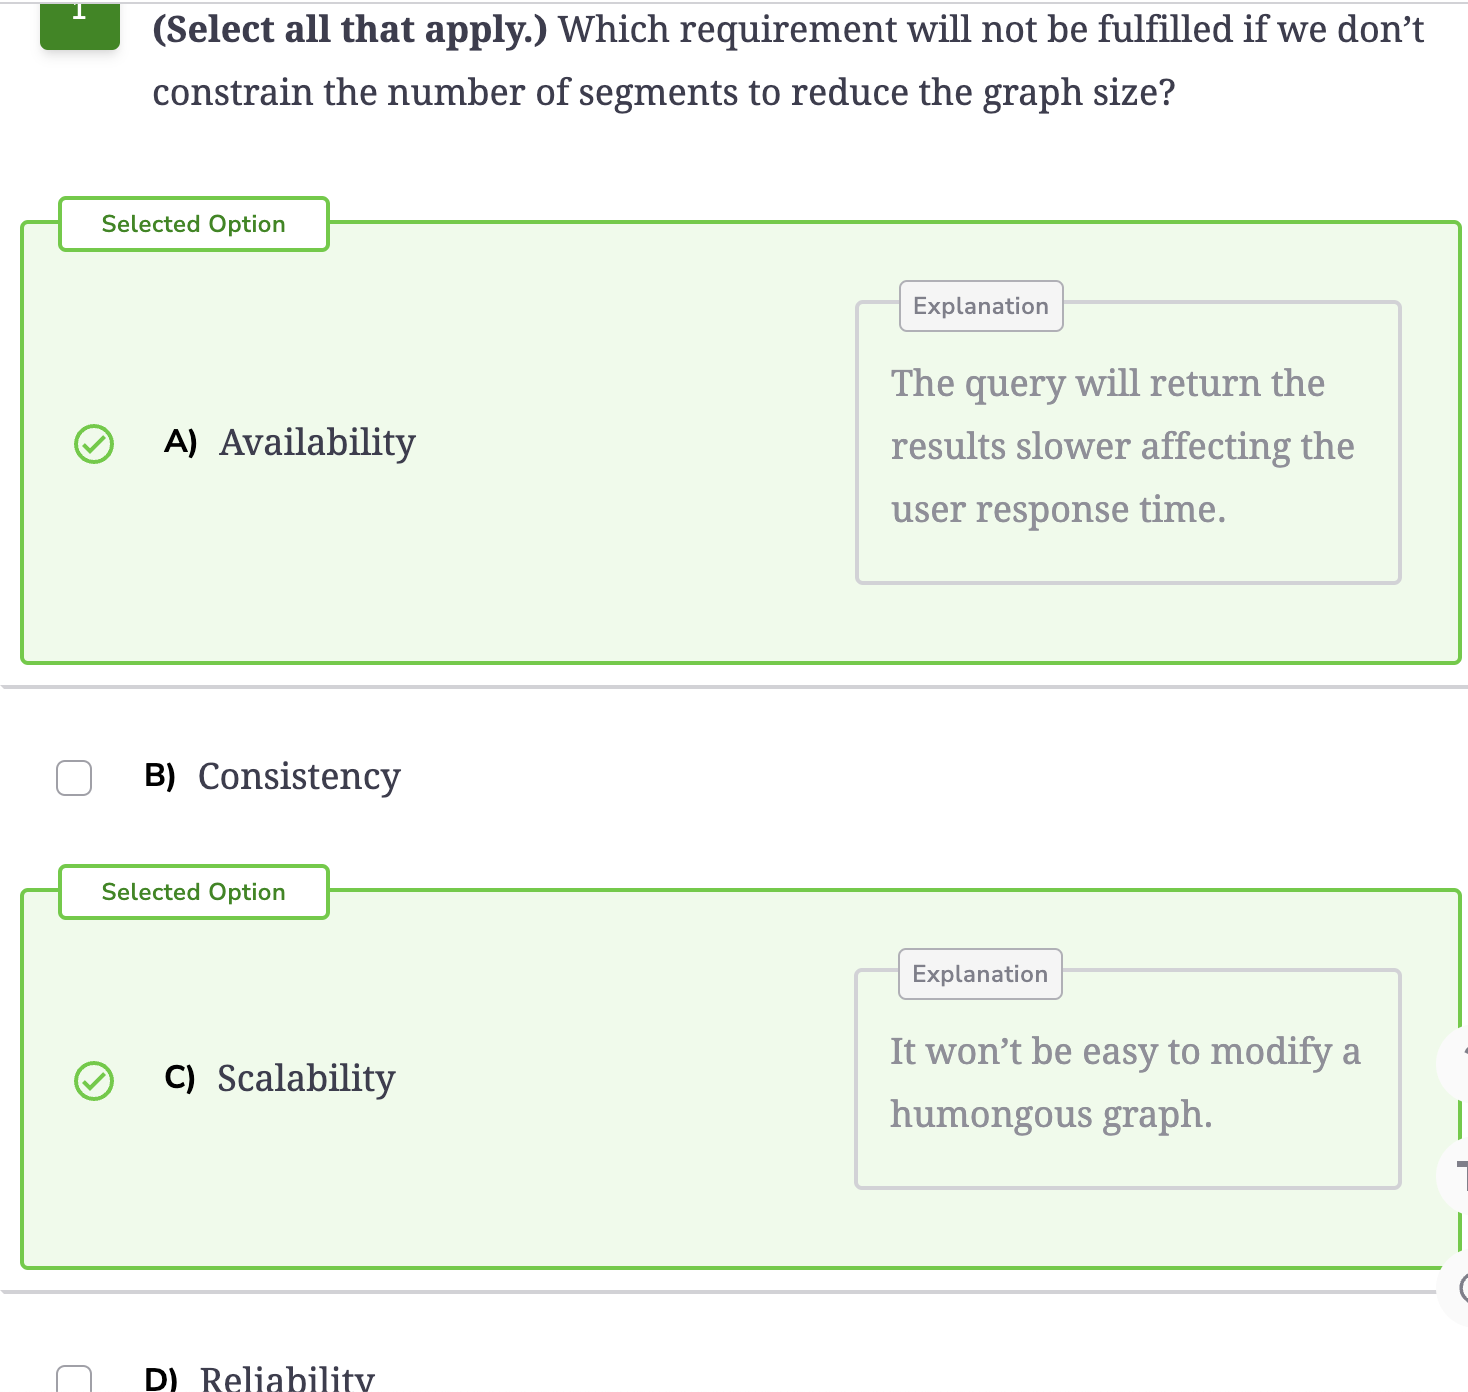 1
(Select all that apply.) Which requirement will not be fulfilled if we don’t
constrain the number of segments to reduce the graph size?
Selected Option
Explanation
The query will return the
results slower affecting the
user response time.
A) Availability
B) Consistency
Selected Option
Explanation
It won’t be easy to modify a
humongous graph.
C) Scalability
D) Reliability